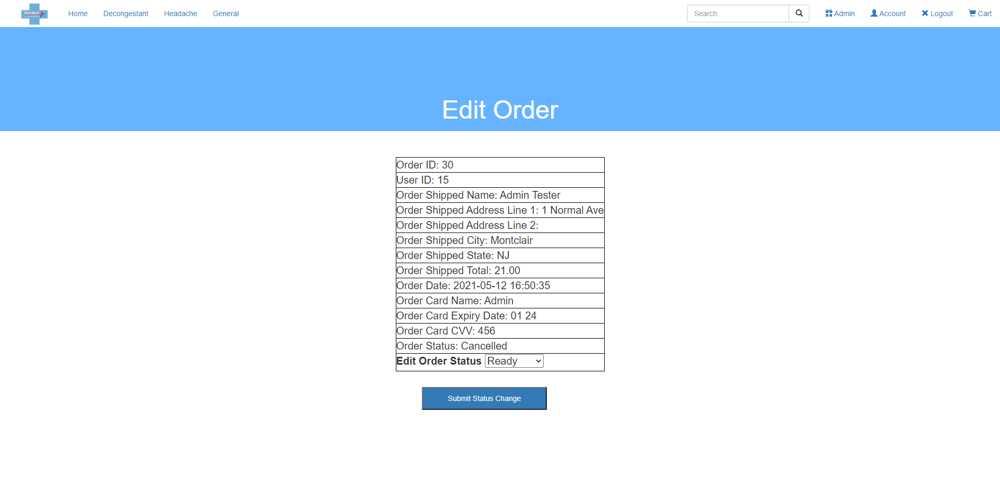 Home Decongestant Headache General Search Admin Account Logout Cart
Edit Order
Order ID: 30
User ID: 15
Order Shipped Name: Admin Tester
Order Shipped Address Line 1: 1 Normal Ave
Order Shipped Address Line 2:
Order Shipped City: Montclair
Order Shipped State: NJ
Order Shipped Total: 21.00
Order Date: 2021-05-12 16:50:35
Order Card Name: Admin
Order Card Expiry Date: 01 24
Order Card CVV: 456
Order Status: Cancelled
Edit Order Status Ready
Submit Status Change